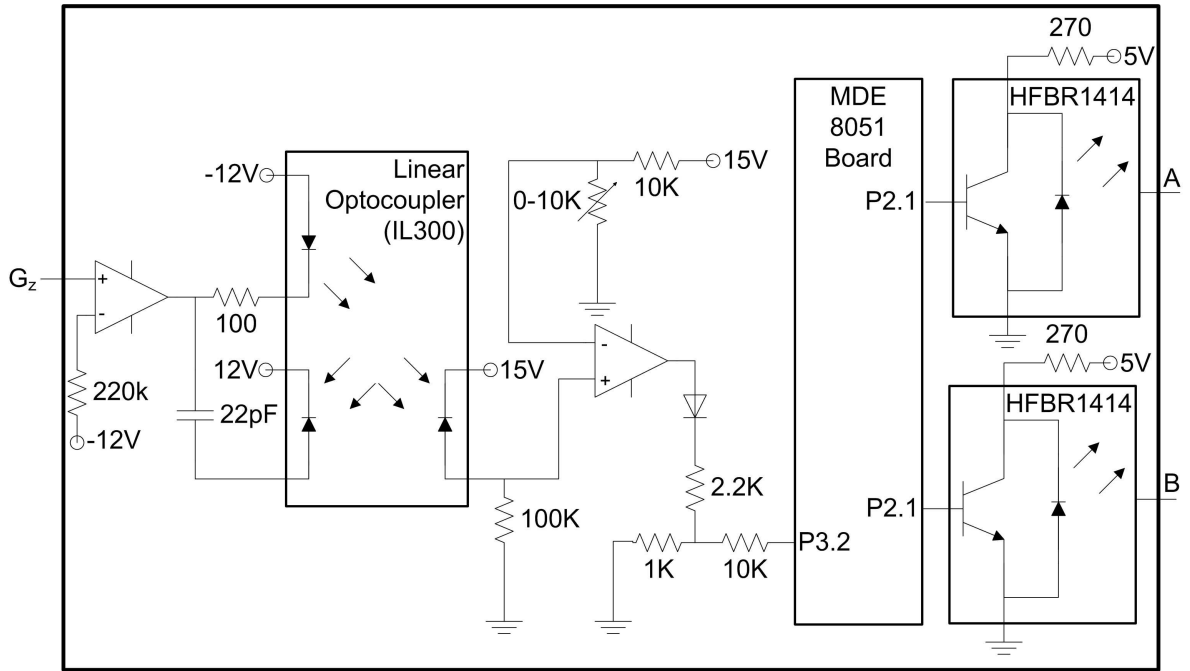 270
5V
HFBR1414
MDE
8051
Board
Linear
Optocoupler
(IL300)
-12V
15V
10K
0-10K
P2.1
A
Gz
+
-
100
270
5V
-
+
12V
15V
220k
22pF
-12V
HFBR1414
2.2K
P2.1
B
100K
1K
10K
P3.2